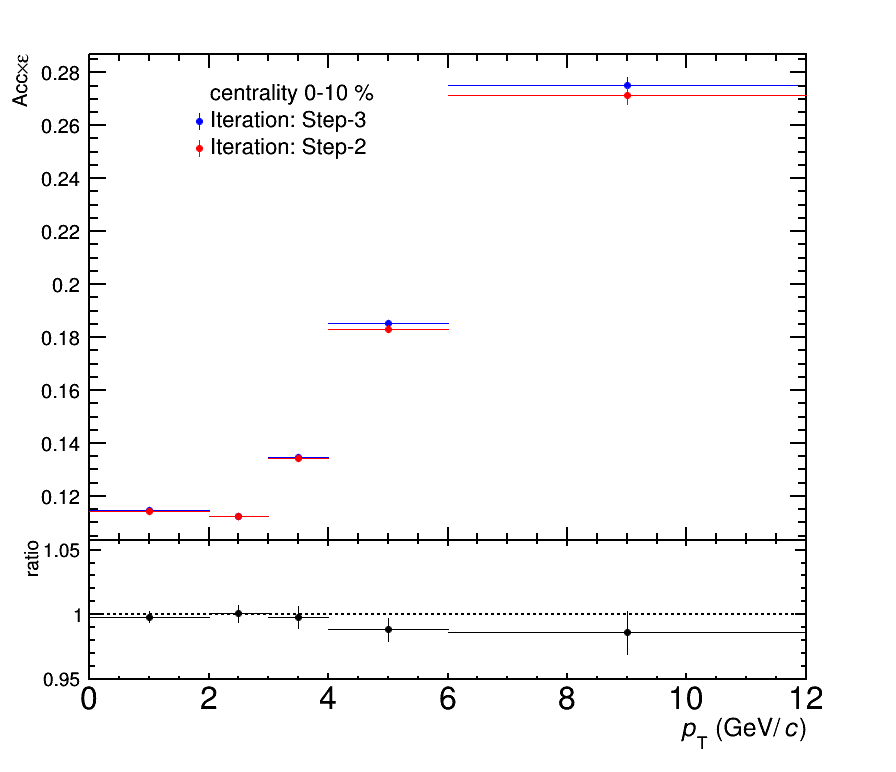 Acc×ε
0.28
0.26
0.24
0.22
0.2
0.18
0.16
0.14
0.12
centrality 0-10 %
Iteration: Step-3
Iteration: Step-2
ratio
1.05
1
0.95
0 2 4 6 8 10 12
p_T (GeV/c)